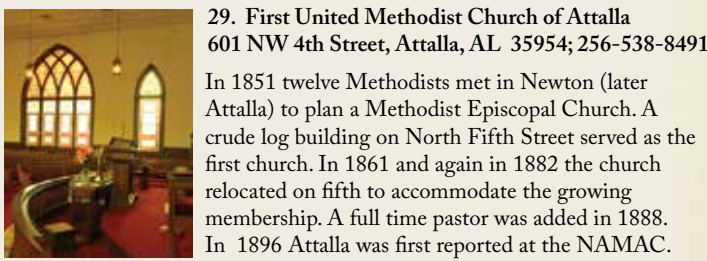 29. First United Methodist Church of Attalla
601 NW 4th Street, Attalla, AL 35954; 256-538-8491
In 1851 twelve Methodists met in Newton (later
Attalla) to plan a Methodist Episcopal Church. A
crude log building on North Fifth Street served as the
first church. In 1861 and again in 1882 the church
relocated on fifth to accommodate the growing
membership. A full time pastor was added in 1888.
In 1896 Attalla was first reported at the NAMAC.